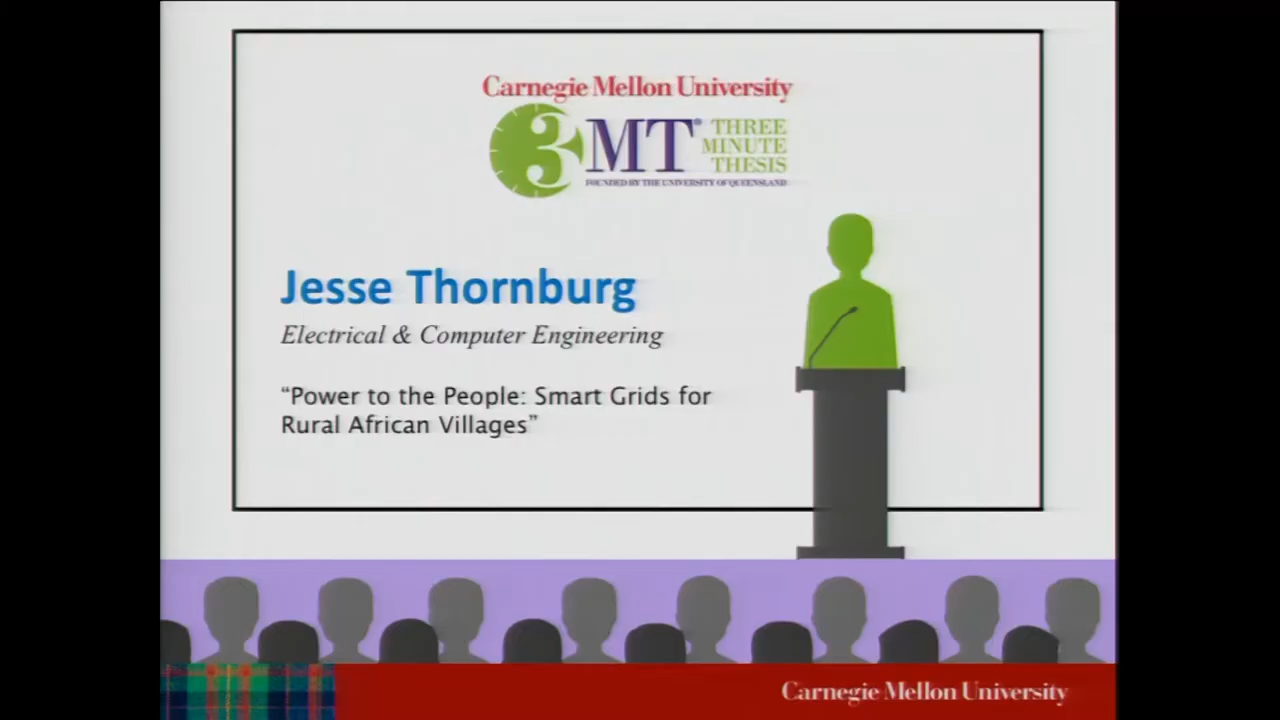 Carnegie Mellon University
3MT® THREE
MINUTE
THESIS
FOUNDED BY THE UNIVERSITY OF QUEENSLAND
Jesse Thornburg
Electrical & Computer Engineering
“Power to the People: Smart Grids for
Rural African Villages”
Carnegie Mellon University